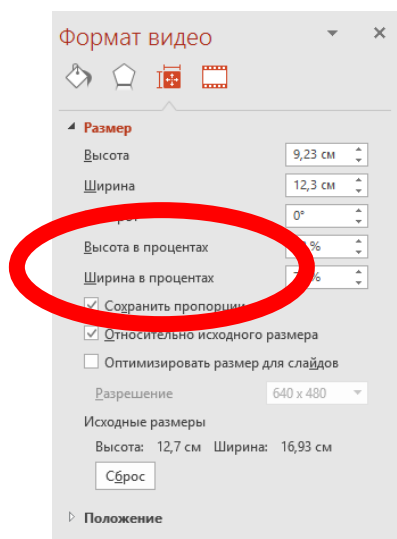 Формат видео
Размер
Высота 9,23 см
Ширина 12,3 см
0°
Высота в процентах %
Ширина в процентах %
Сохранить пропорции
Относительно исходного размера
Оптимизировать размер для слайдов
Разрешение 640 x 480
Исходные размеры
Высота: 12,7 см Ширина: 16,93 см
Сброс
Положение